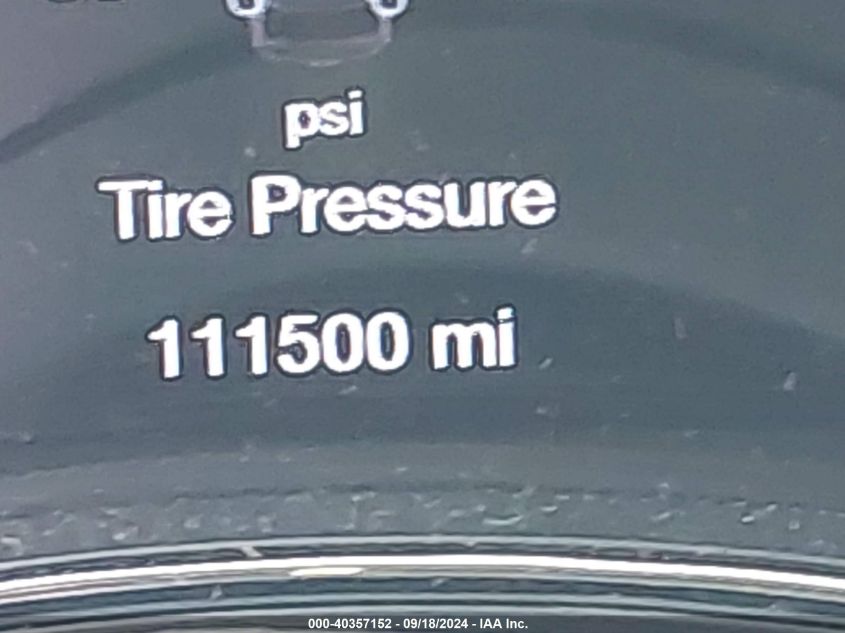 psi
Tire Pressure
111500 mi
000-40357152 - 09/18/2024 - IAA Inc.